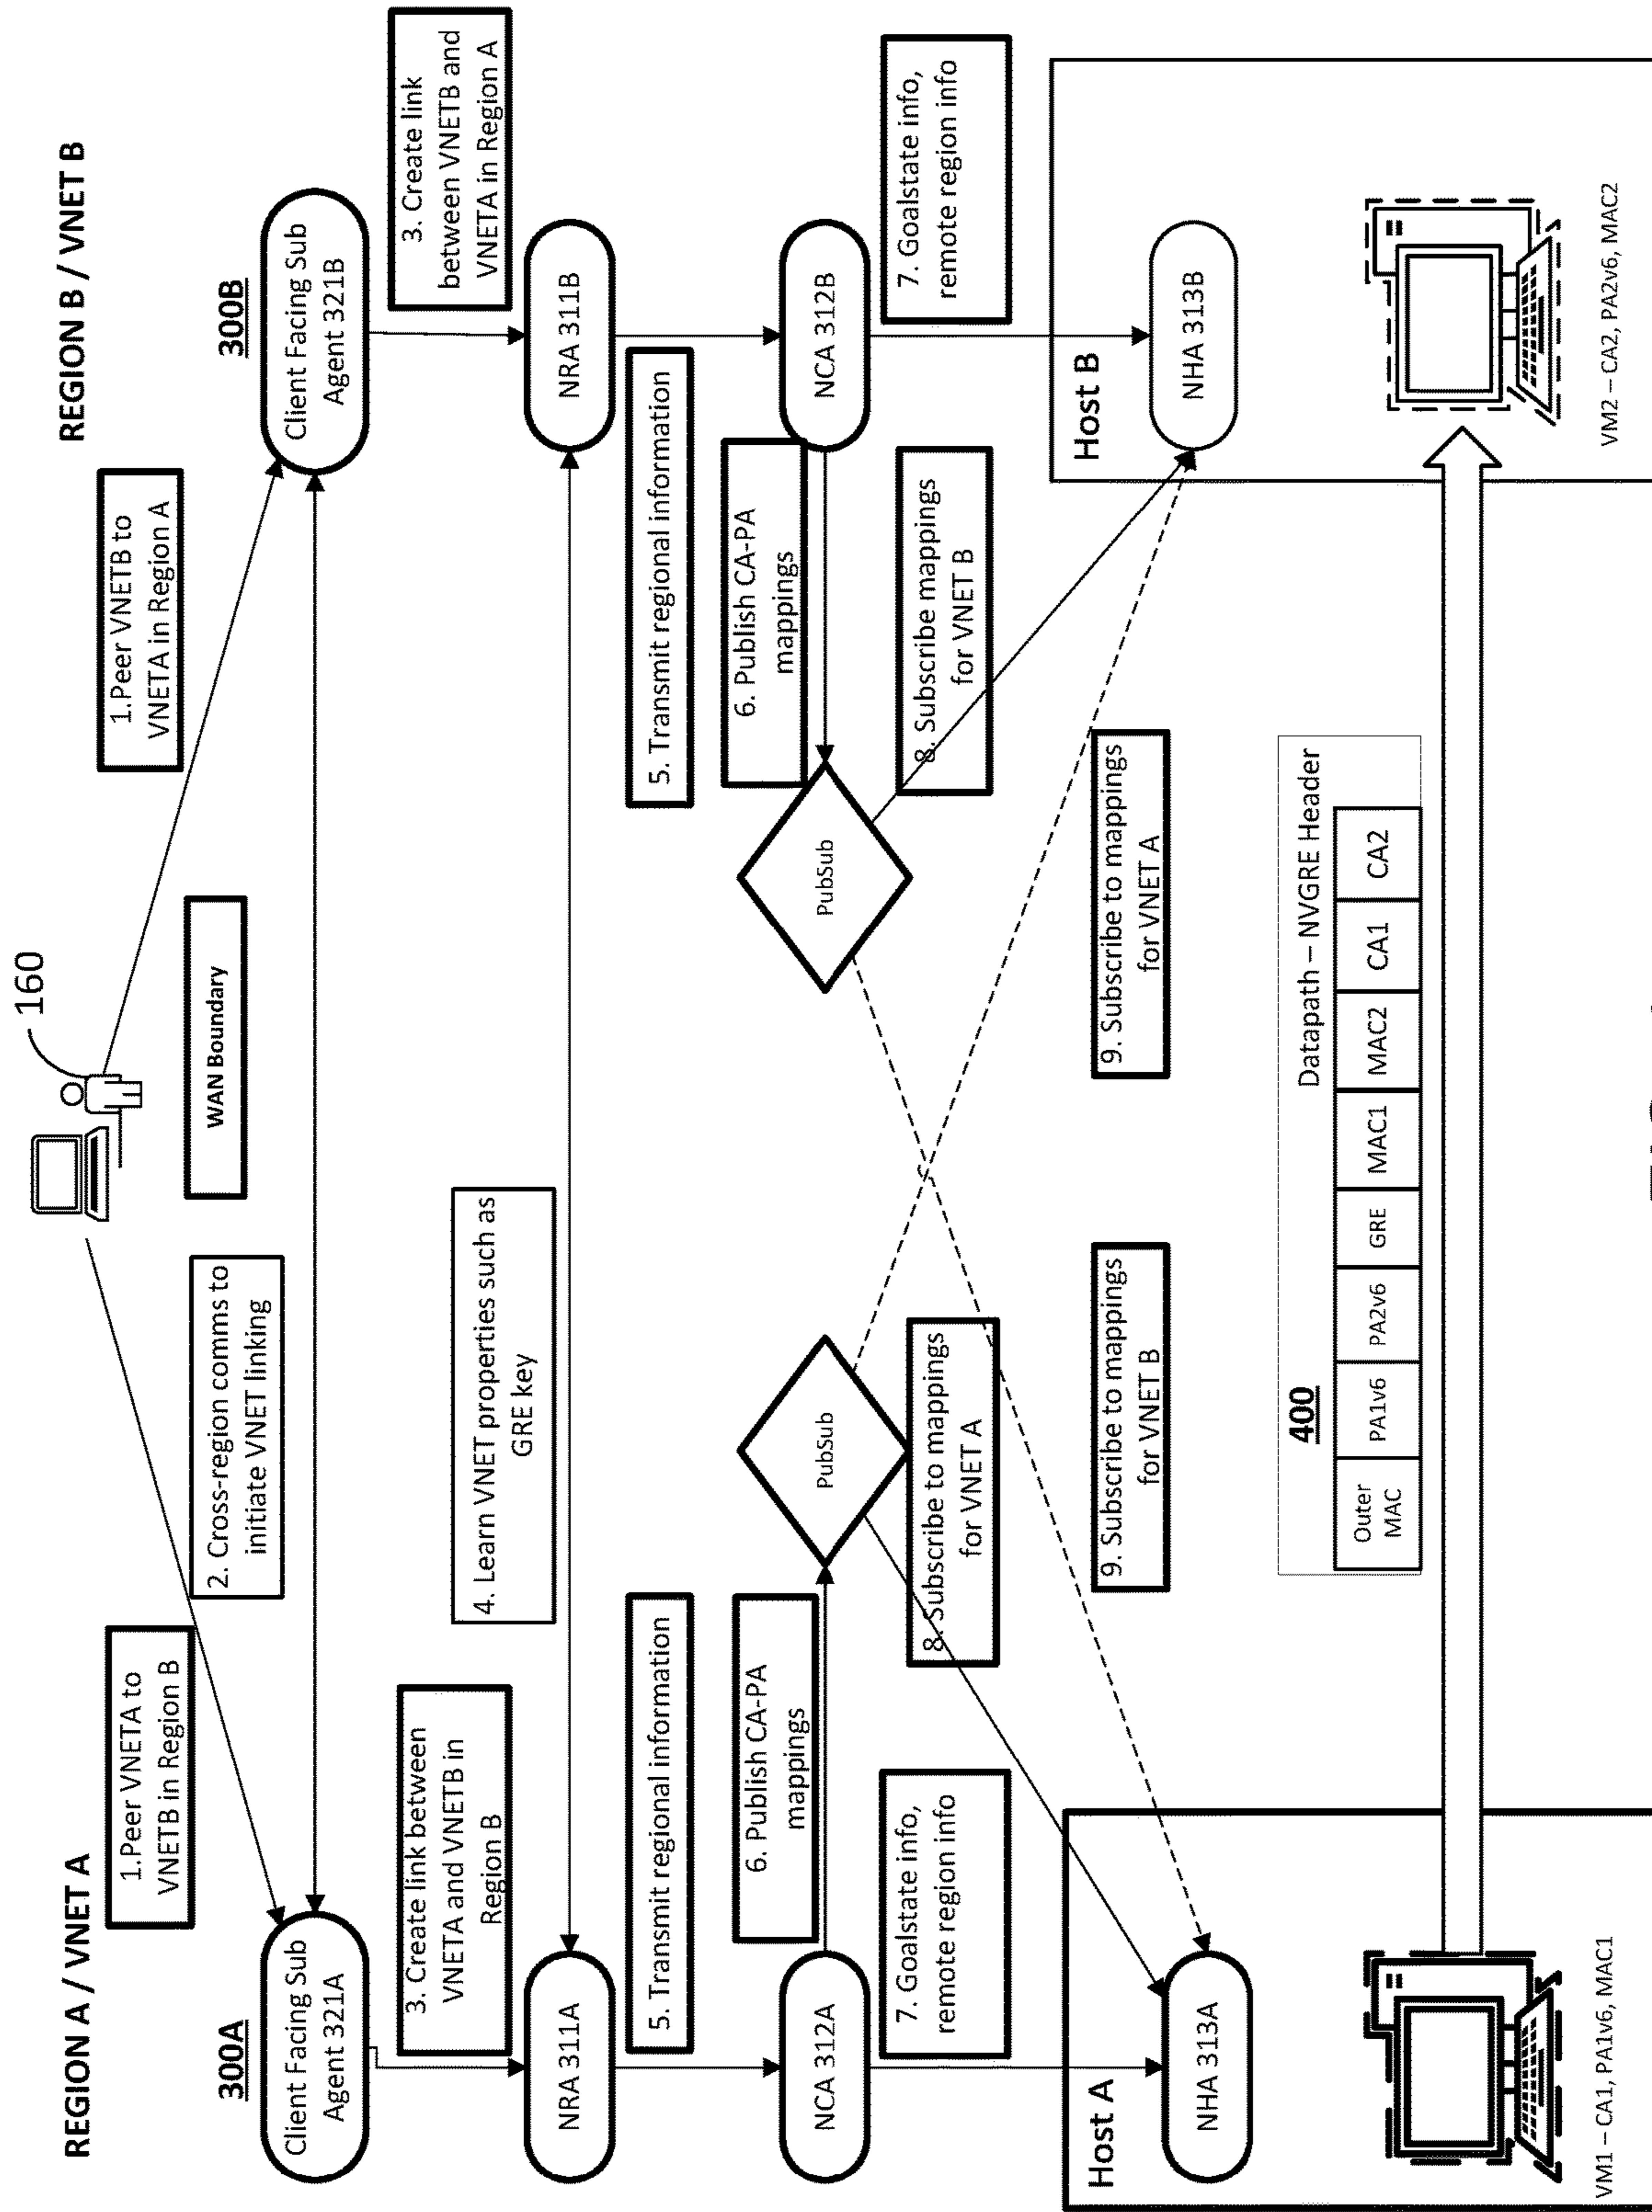 160
REGION A / VNET A
REGION B / VNET B
1.Peer VNETA to
VNETB in Region B
WAN Boundary
1.Peer VNETB to
VNETA in Region A
300A
Client Facing Sub
Agent 321A
2. Cross-region comms to
initiate VNET linking
300B
Client Facing Sub
Agent 321B
3. Create link between
VNETA and VNETB in
Region B
3. Create link
between VNETB and
VNETA in Region A
NRA 311A
4. Learn VNET properties such as
GRE key
NRA 311B
5. Transmit regional information
5. Transmit regional information
NCA 312A
6. Publish CA-PA
mappings
PubSub
PubSub
6. Publish CA-PA
mappings
NCA 312B
7. Goalstate info,
remote region info
8. Subscribe to mappings
for VNET A
8. Subscribe mappings
for VNET B
7. Goalstate info,
remote region info
Host A
NHA 313A
9. Subscribe to mappings
for VNET B
9. Subscribe to mappings
for VNET A
Host B
NHA 313B
400
Datapath – NVGRE Header
Outer
MAC
PA1v6
PA2v6
GRE
MAC1
MAC2
CA1
CA2
VM1 – CA1, PA1v6, MAC1
VM2 – CA2, PA2v6, MAC2